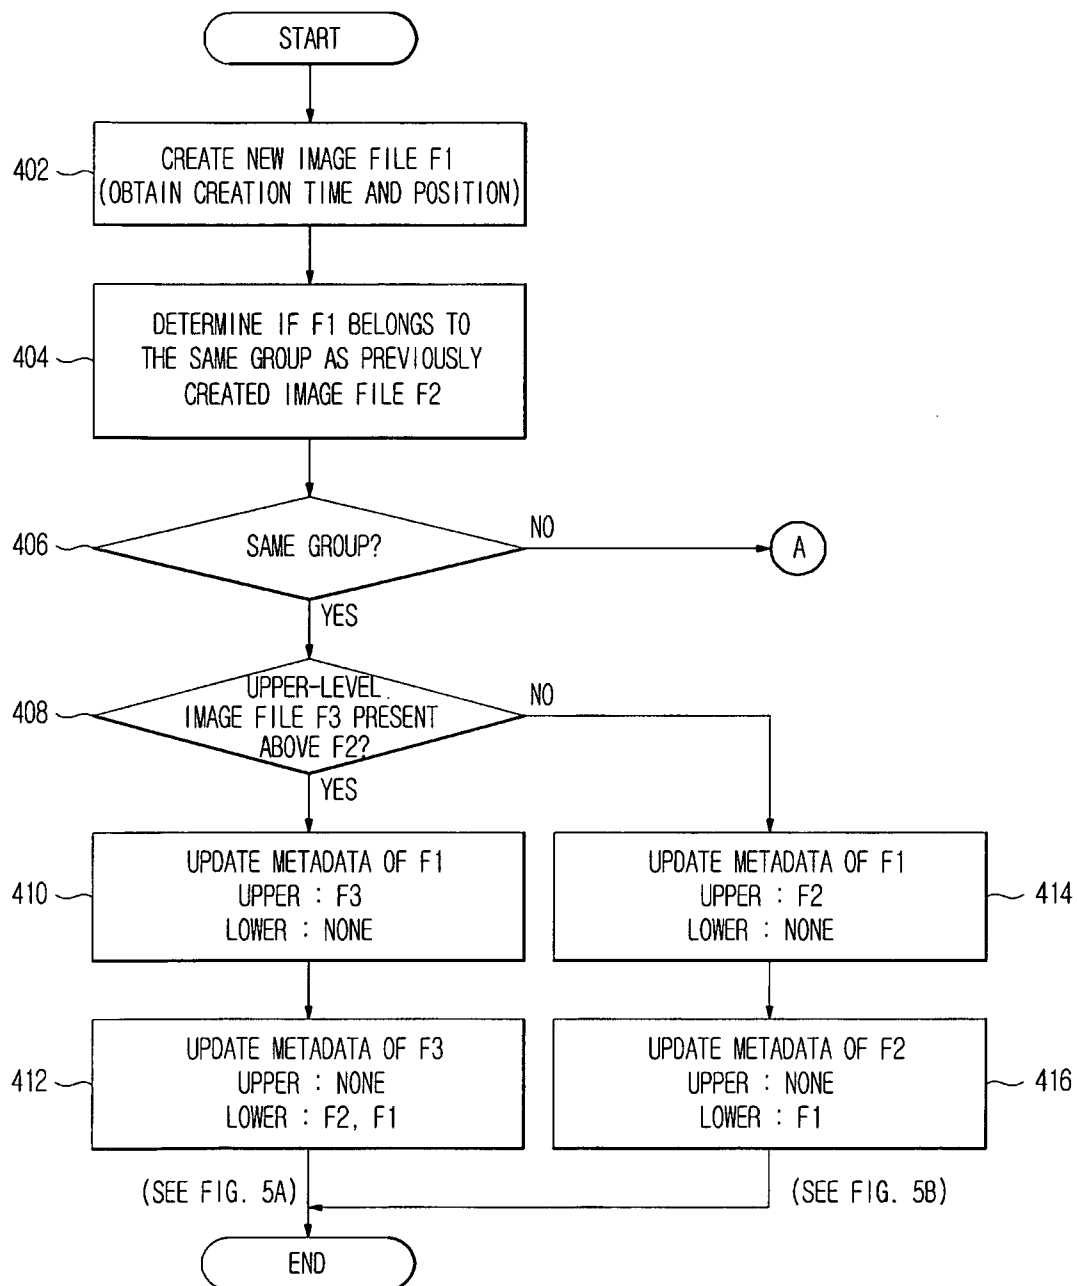 START
402
CREATE NEW IMAGE FILE F1
(OBTAIN CREATION TIME AND POSITION)
404
DETERMINE IF F1 BELONGS TO
THE SAME GROUP AS PREVIOUSLY
CREATED IMAGE FILE F2
406
SAME GROUP?
NO
A
YES
408
UPPER-LEVEL
IMAGE FILE F3 PRESENT
ABOVE F2?
NO
YES
410
UPDATE METADATA OF F1
UPPER : F3
LOWER : NONE
UPDATE METADATA OF F1
UPPER : F2
LOWER : NONE
414
412
UPDATE METADATA OF F3
UPPER : NONE
LOWER : F2, F1
UPDATE METADATA OF F2
UPPER : NONE
LOWER : F1
416
(SEE FIG. 5A)
(SEE FIG. 5B)
END